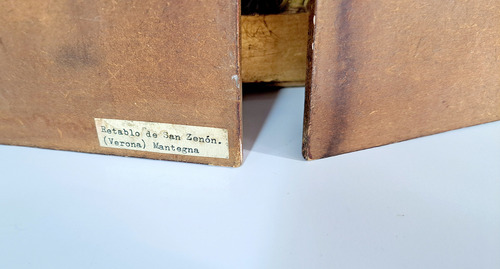 Retablo de San Zenón.
(Verona) Mantegna